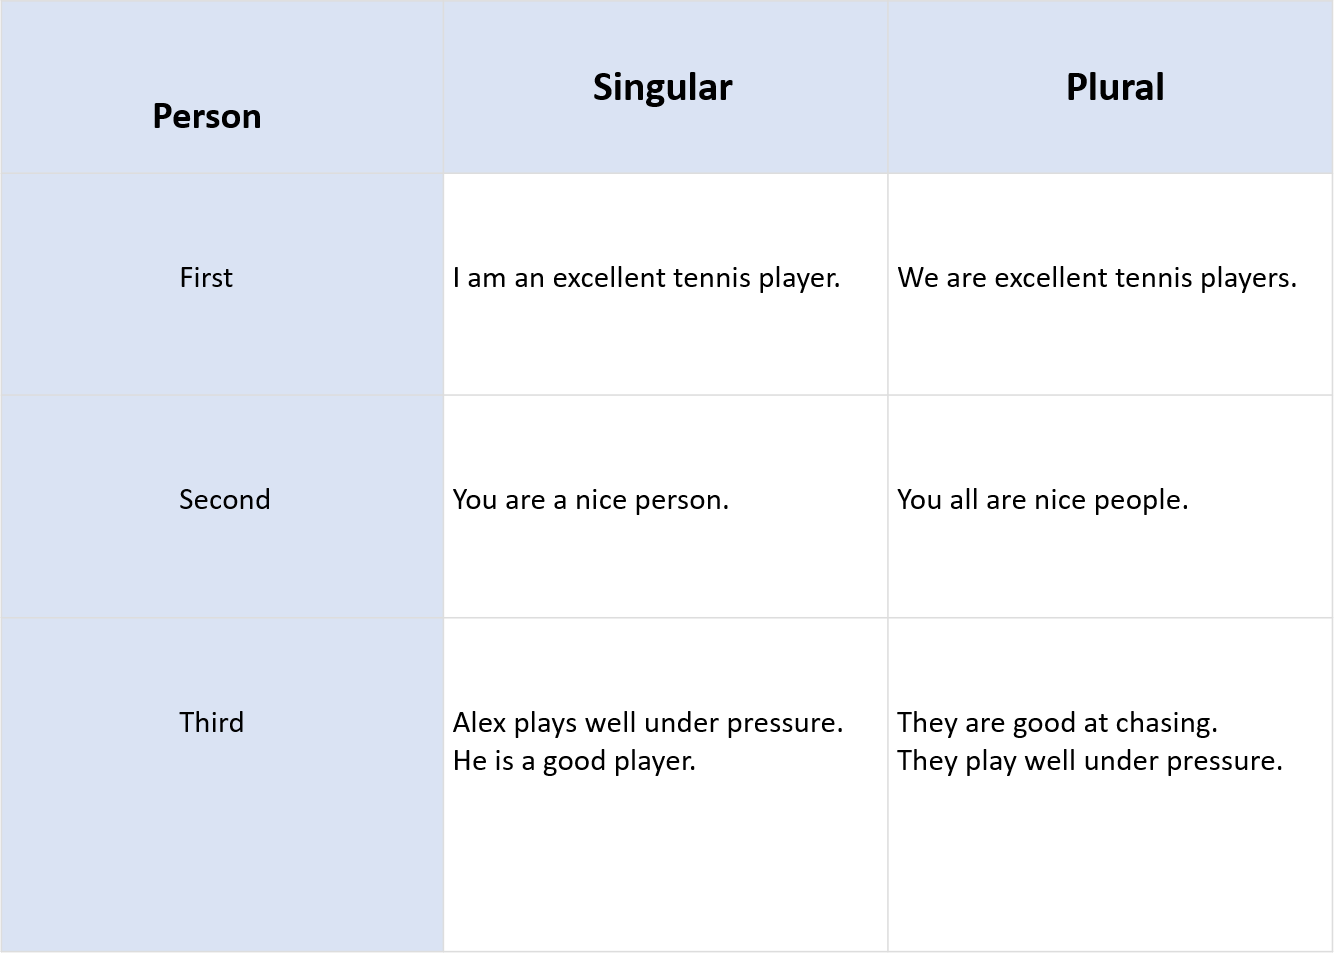 Person Singular Plural
First I am an excellent tennis player. We are excellent tennis players.
Second You are a nice person. You all are nice people.
Third Alex plays well under pressure. They are good at chasing.
He is a good player. They play well under pressure.